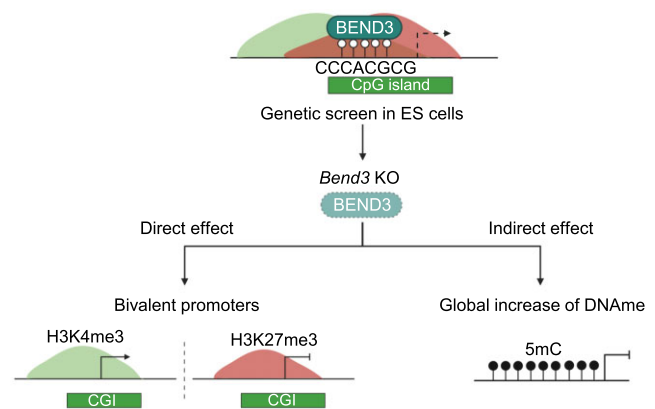 BEND3
CCCACGCG
CpG island
Genetic screen in ES cells
Bend3 KO
BEND3
Direct effect
Indirect effect
Bivalent promoters
Global increase of DNAme
H3K4me3
H3K27me3
5mC
CGI
CGI